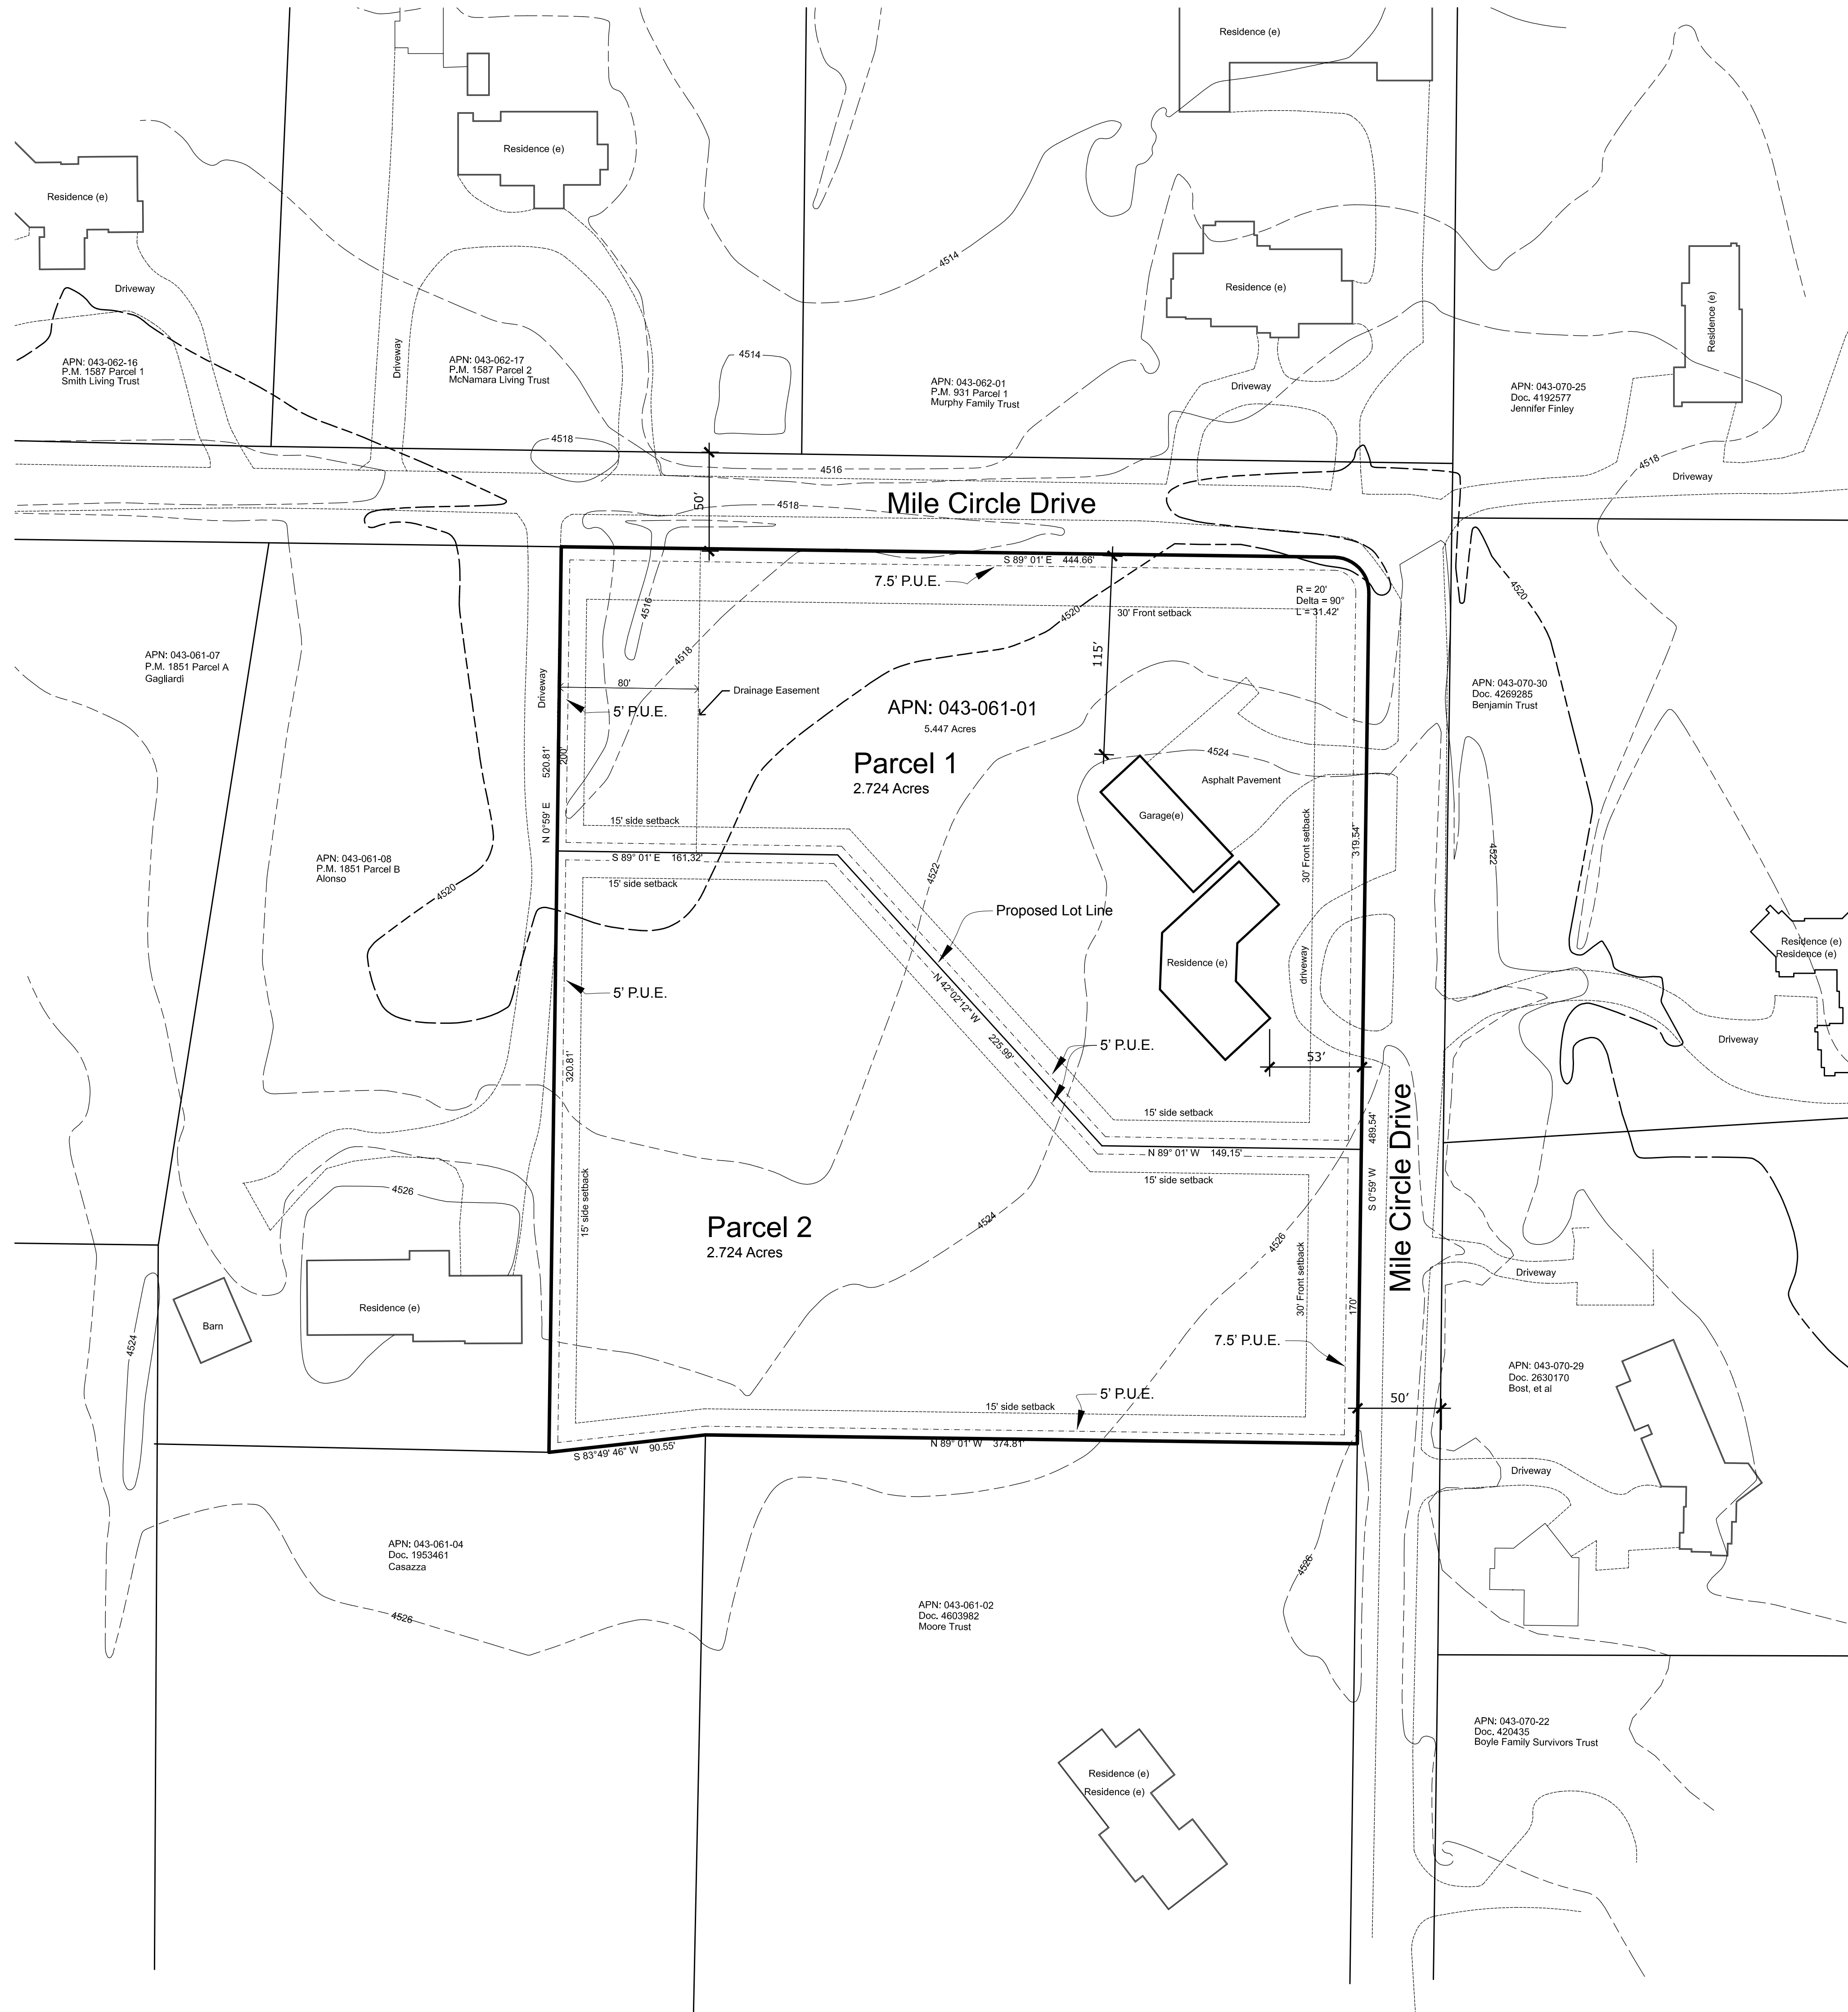 Residence (e)
Residence (e)
Residence (e)
4514
Residence (e)
Driveway
Residence (e)
Driveway
4514
APN: 043-062-16
P.M. 1587 Parcel 1
Smith Living Trust
APN: 043-062-17
P.M. 1587 Parcel 2
McNamara Living Trust
APN: 043-062-01
P.M. 931 Parcel 1
Murphy Family Trust
Driveway
APN: 043-070-25
Doc. 4192577
Jennifer Finley
4518
4516
4518
Driveway
50'
4518
Mile Circle Drive
S 89° 01' E 444.66'
7.5' P.U.E.
R = 20'
Delta = 90°
L = 31.42'
4520
4516
4520
30' Front setback
APN: 043-061-07
P.M. 1851 Parcel A
Gagliardi
4518
115'
Driveway
80'
Drainage Easement
5' P.U.E.
APN: 043-061-01
5.447 Acres
APN: 043-070-30
Doc. 4269285
Benjamin Trust
N 0°59' E 520.81'
200'
Parcel 1
2.724 Acres
4524
Asphalt Pavement
15' side setback
Garage(e)
30' Front setback
319.54'
4522
APN: 043-061-08
P.M. 1851 Parcel B
Alonso
S 89° 01' E 161.32'
15' side setback
4522
4520
Proposed Lot Line
Residence (e)
Residence (e)
Residence (e)
driveway
5' P.U.E.
N 42°02'12" W 225.99'
Driveway
5' P.U.E.
53'
320.81'
15' side setback
489.54'
N 89° 01' W 149.15'
15' side setback
S 0°59' W
Mile Circle Drive
4526
15' side setback
Parcel 2
2.724 Acres
4524
4526
30' Front setback
Driveway
Residence (e)
Barn
4524
170'
7.5' P.U.E.
APN: 043-070-29
Doc. 2630170
Bost, et al
5' P.U.E.
50'
15' side setback
S 83°49' 46" W 90.55'
N 89° 01' W 374.81'
Driveway
APN: 043-061-04
Doc. 1953461
Casazza
4526
4526
APN: 043-061-02
Doc. 4603982
Moore Trust
APN: 043-070-22
Doc. 420435
Boyle Family Survivors Trust
Residence (e)
Residence (e)